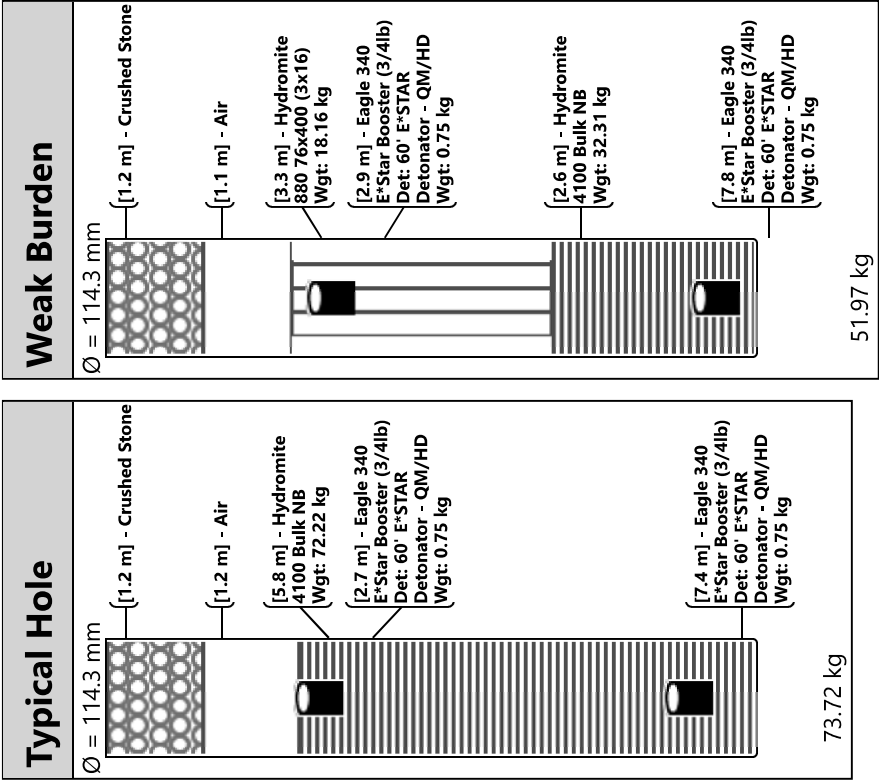 Typical Hole
Ø = 114.3 mm
[1.2 m] - Crushed Stone
[1.2 m] - Air
[5.8 m] - Hydromite
4100 Bulk NB
Wgt: 72.22 kg
[2.7 m] - Eagle 340
E*Star Booster (3/4lb)
Det: 60' E*STAR
Detonator - QM/HD
Wgt: 0.75 kg
[7.4 m] - Eagle 340
E*Star Booster (3/4lb)
Det: 60' E*STAR
Detonator - QM/HD
Wgt: 0.75 kg
73.72 kg
Weak Burden
Ø = 114.3 mm
[1.2 m] - Crushed Stone
[1.1 m] - Air
[3.3 m] - Hydromite
880 76x400 (3x16)
Wgt: 18.16 kg
[2.9 m] - Eagle 340
E*Star Booster (3/4lb)
Det: 60' E*STAR
Detonator - QM/HD
Wgt: 0.75 kg
[2.6 m] - Hydromite
4100 Bulk NB
Wgt: 32.31 kg
[7.8 m] - Eagle 340
E*Star Booster (3/4lb)
Det: 60' E*STAR
Detonator - QM/HD
Wgt: 0.75 kg
51.97 kg